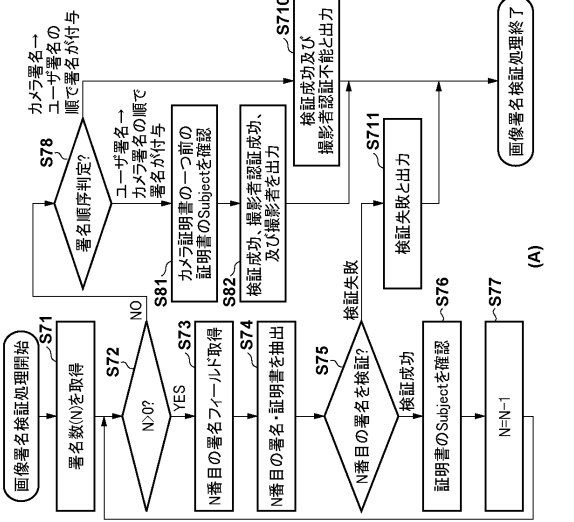 画像署名検証処理開始
S71
署名数(N)を取得
S72
N>0?
NO
YES
S73
N番目の署名フィールド取得
S74
N番目の署名・証明書を抽出
S75
N番目の署名を検証?
検証失敗
検証成功
S76
証明書のSubjectを確認
S77
N=N−1
S78
署名順序判定?
カメラ署名→
ユーザ署名の
順で署名が付与
ユーザ署名→
カメラ署名の順で
署名が付与
S81
カメラ証明書の一つ前の
証明書のSubjectを確認
S82
検証成功、撮影者認証成功、
及び撮影者を出力
S710
検証成功及び
撮影者認証不能と出力
S711
検証失敗と出力
画像署名検証処理終了
(A)